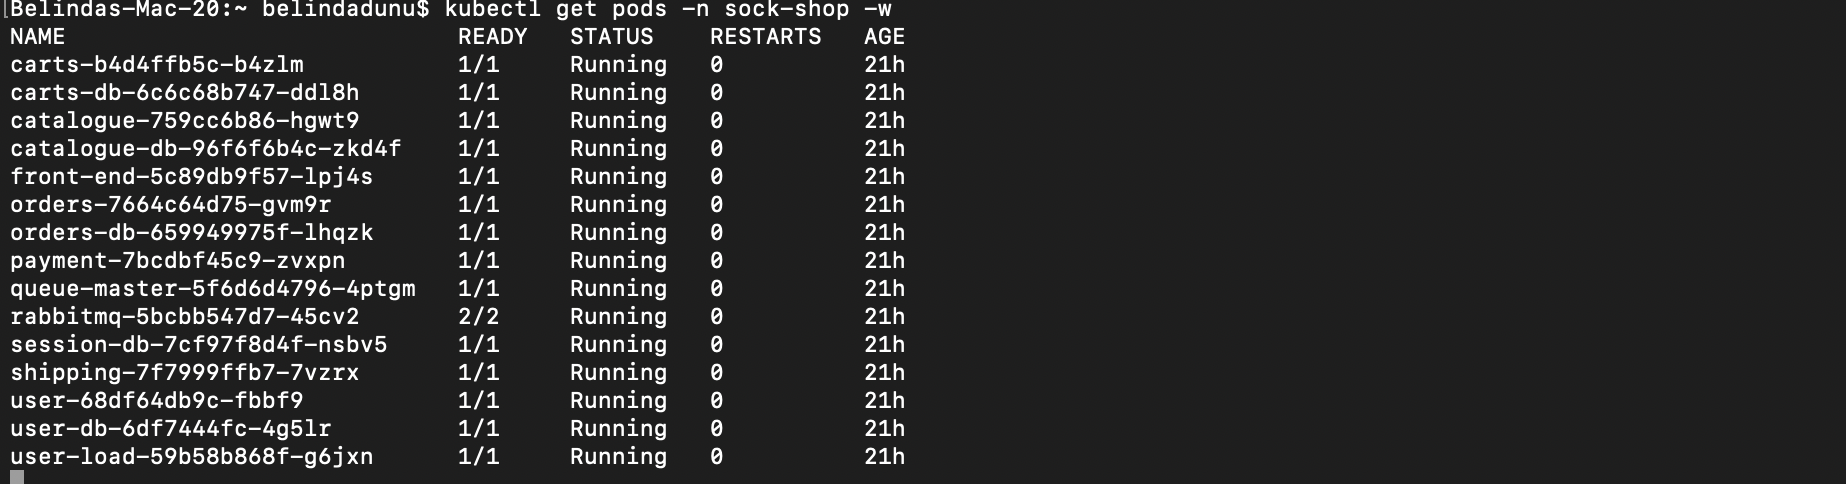 Belindas-Mac-20:~ belindadunu$ kubectl get pods -n sock-shop -w
NAME READY STATUS RESTARTS AGE
carts-b4d4ffb5c-b4zlm 1/1 Running 0 21h
carts-db-6c6c68b747-ddl8h 1/1 Running 0 21h
catalogue-759cc6b86-hgwt9 1/1 Running 0 21h
catalogue-db-96f6f6b4c-zkd4f 1/1 Running 0 21h
front-end-5c89db9f57-lpj4s 1/1 Running 0 21h
orders-7664c64d75-gvm9r 1/1 Running 0 21h
orders-db-659949975f-lhqzk 1/1 Running 0 21h
payment-7bcdbf45c9-zvxpn 1/1 Running 0 21h
queue-master-5f6d6d4796-4ptgm 1/1 Running 0 21h
rabbitmq-5bcbb547d7-45cv2 2/2 Running 0 21h
session-db-7cf97f8d4f-nsbv5 1/1 Running 0 21h
shipping-7f7999ffb7-7vzrx 1/1 Running 0 21h
user-68df64db9c-fbbf9 1/1 Running 0 21h
user-db-6df7444fc-4g5lr 1/1 Running 0 21h
user-load-59b58b868f-g6jxn 1/1 Running 0 21h